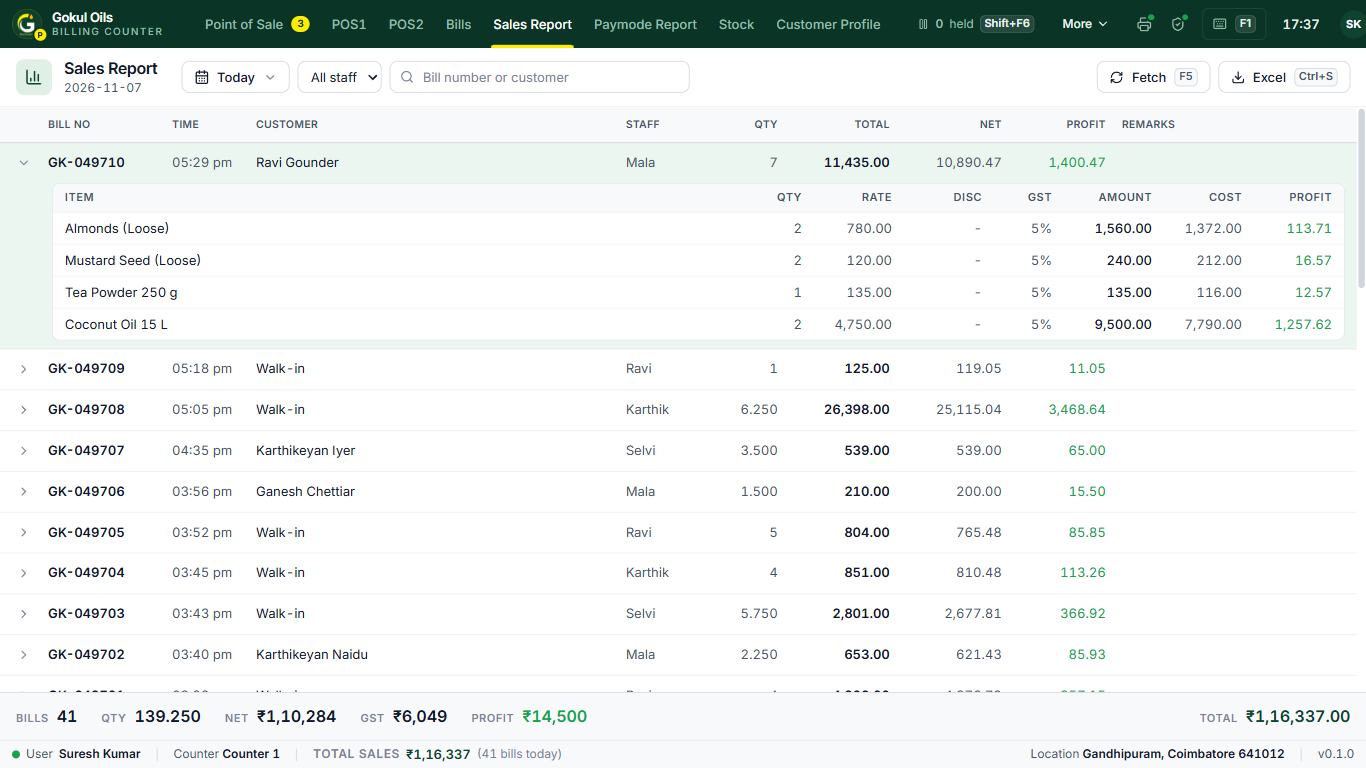 Gokul Oils
BILLING COUNTER
Point of Sale 3 POS1 POS2 Bills Sales Report Paymode Report Stock Customer Profile 0 held Shift+F6 More F1 17:37 SK
Sales Report
2026-11-07
Today All staff Bill number or customer Fetch F5 Excel Ctrl+S
BILL NO TIME CUSTOMER STAFF QTY TOTAL NET PROFIT REMARKS
GK-049710 05:29 pm Ravi Gounder Mala 7 11,435.00 10,890.47 1,400.47
ITEM QTY RATE DISC GST AMOUNT COST PROFIT
Almonds (Loose) 2 780.00 - 5% 1,560.00 1,372.00 113.71
Mustard Seed (Loose) 2 120.00 - 5% 240.00 212.00 16.57
Tea Powder 250 g 1 135.00 - 5% 135.00 116.00 12.57
Coconut Oil 15 L 2 4,750.00 - 5% 9,500.00 7,790.00 1,257.62
GK-049709 05:18 pm Walk-in Ravi 1 125.00 119.05 11.05
GK-049708 05:05 pm Walk-in Karthik 6.250 26,398.00 25,115.04 3,468.64
GK-049707 04:35 pm Karthikeyan Iyer Selvi 3.500 539.00 539.00 65.00
GK-049706 03:56 pm Ganesh Chettiar Mala 1.500 210.00 200.00 15.50
GK-049705 03:52 pm Walk-in Ravi 5 804.00 765.48 85.85
GK-049704 03:45 pm Walk-in Karthik 4 851.00 810.48 113.26
GK-049703 03:43 pm Walk-in Selvi 5.750 2,801.00 2,677.81 366.92
GK-049702 03:40 pm Karthikeyan Naidu Mala 2.250 653.00 621.43 85.93
BILLS 41 QTY 139.250 NET ₹1,10,284 GST ₹6,049 PROFIT ₹14,500 TOTAL ₹1,16,337.00
User Suresh Kumar Counter Counter 1 TOTAL SALES ₹1,16,337 (41 bills today) Location Gandhipuram, Coimbatore 641012 v0.1.0